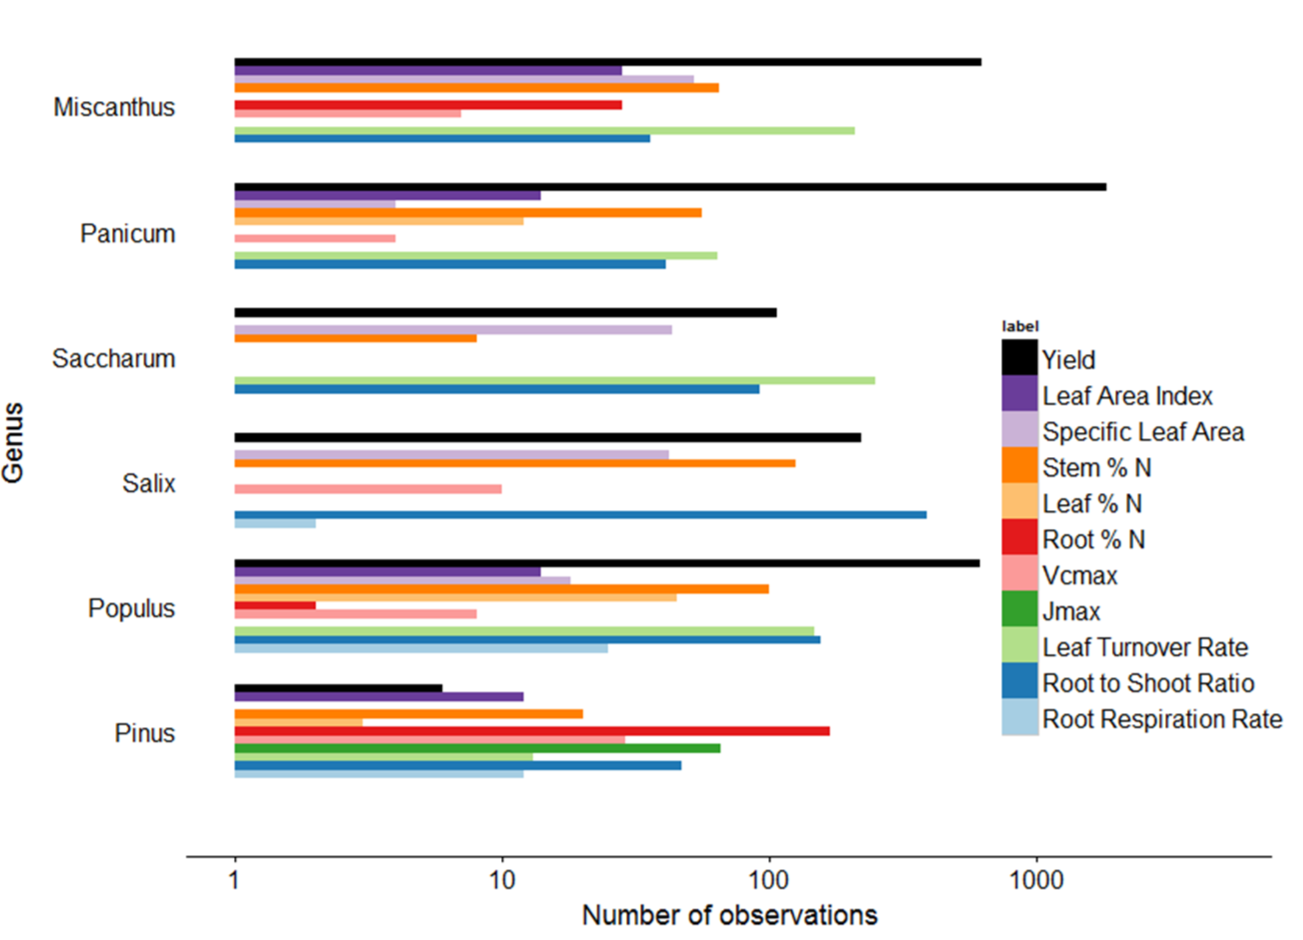 Miscanthus
Panicum
Saccharum
Salix
Populus
Pinus
Genus
label
Yield
Leaf Area Index
Specific Leaf Area
Stem % N
Leaf % N
Root % N
Vcmax
Jmax
Leaf Turnover Rate
Root to Shoot Ratio
Root Respiration Rate
1 10 100 1000
Number of observations